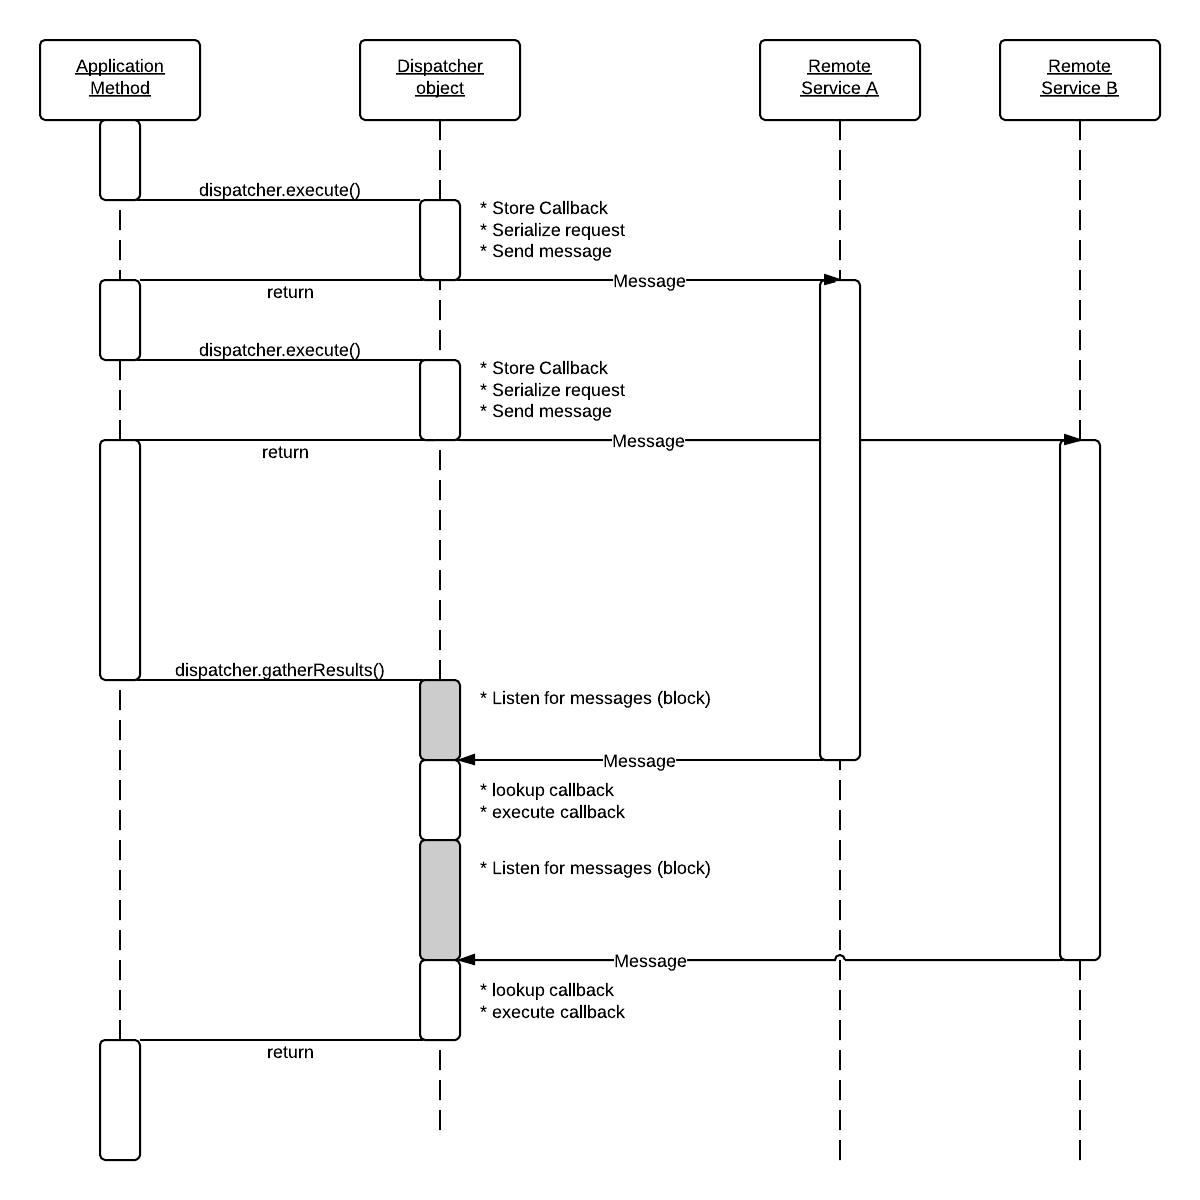 Application
Method
Dispatcher
object
Remote
Service A
Remote
Service B
dispatcher.execute()
* Store Callback
* Serialize request
* Send message
return
Message
dispatcher.execute()
* Store Callback
* Serialize request
* Send message
return
Message
dispatcher.gatherResults()
* Listen for messages (block)
Message
* lookup callback
* execute callback
* Listen for messages (block)
Message
* lookup callback
* execute callback
return